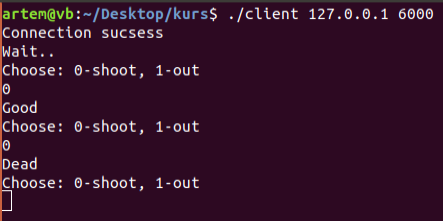 artem@vb:~/Desktop/kurs$ ./client 127.0.0.1 6000
Connection sucsess
Wait..
Choose: 0-shoot, 1-out
0
Good
Choose: 0-shoot, 1-out
0
Dead
Choose: 0-shoot, 1-out